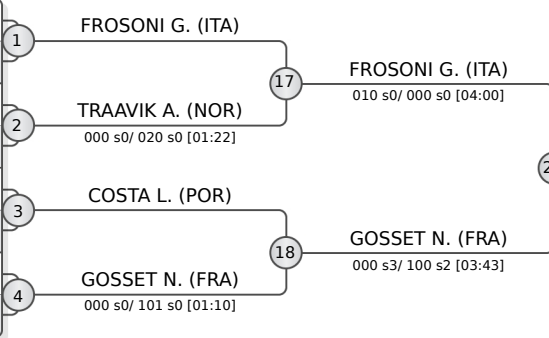 FROSONI G. (ITA)
1
17
FROSONI G. (ITA)
010 s0/ 000 s0 [04:00]
TRAAVIK A. (NOR)
2
000 s0/ 020 s0 [01:22]
COSTA L. (POR)
3
18
GOSSET N. (FRA)
000 s3/ 100 s2 [03:43]
GOSSET N. (FRA)
4
000 s0/ 101 s0 [01:10]